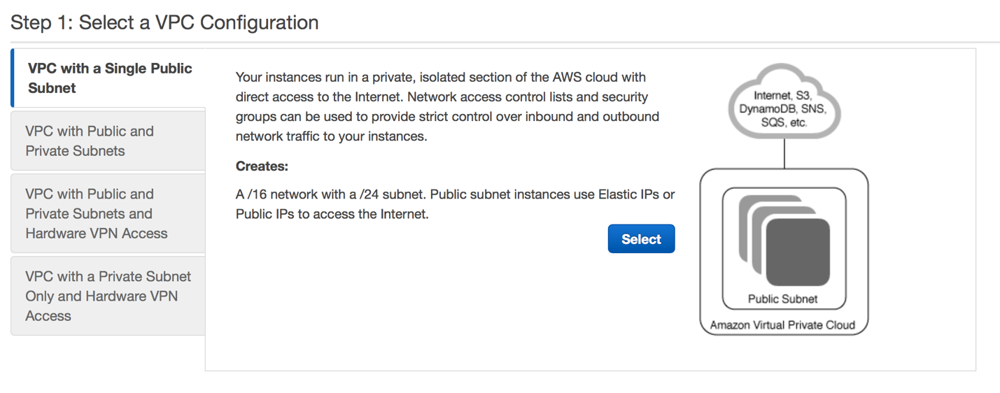 Step 1: Select a VPC Configuration
VPC with a Single Public
Subnet
VPC with Public and
Private Subnets
VPC with Public and
Private Subnets and
Hardware VPN Access
VPC with a Private Subnet
Only and Hardware VPN
Access
Your instances run in a private, isolated section of the AWS cloud with
direct access to the Internet. Network access control lists and security
groups can be used to provide strict control over inbound and outbound
network traffic to your instances.
Creates:
A /16 network with a /24 subnet. Public subnet instances use Elastic IPs or
Public IPs to access the Internet.
Select
Internet, S3,
DynamoDB, SNS,
SQS, etc.
Public Subnet
Amazon Virtual Private Cloud